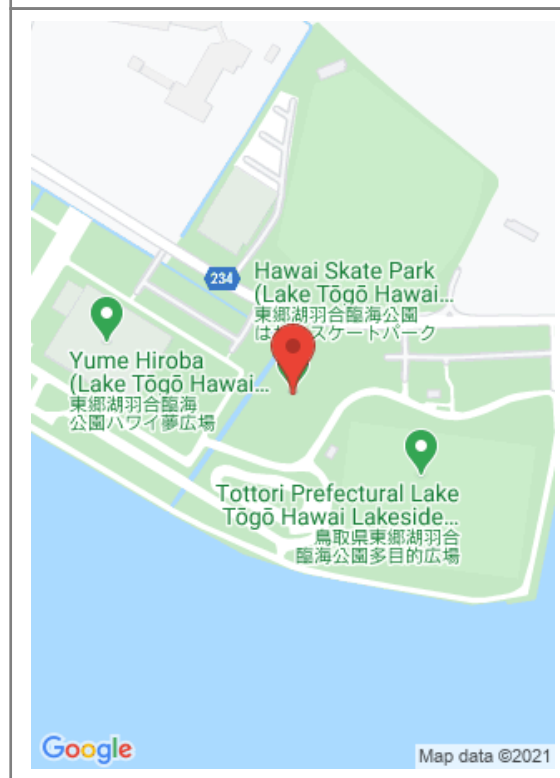 234
Hawai Skate Park
(Lake Tōgō Hawai...
東郷湖羽合臨海公園
は スケートパーク
Yume Hiroba
(Lake Tōgō Hawai...
東郷湖羽合臨海
公園ハワイ夢広場
Tottori Prefectural Lake
Tōgō Hawai Lakeside...
鳥取県東郷湖羽合
臨海公園多目的広場
Google
Map data ©2021